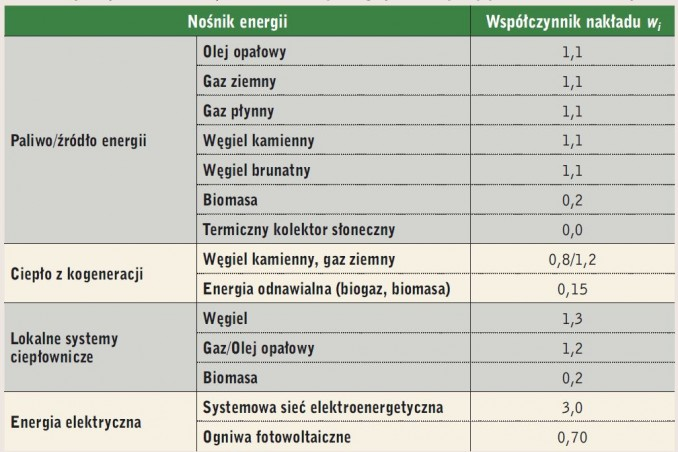 Nośnik energii Współczynnik nakładu wi
Paliwo/źródło energii
Olej opałowy 1,1
Gaz ziemny 1,1
Gaz płynny 1,1
Węgiel kamienny 1,1
Węgiel brunatny 1,1
Biomasa 0,2
Termiczny kolektor słoneczny 0,0
Ciepło z kogeneracji
Węgiel kamienny, gaz ziemny 0,8/1,2
Energia odnawialna (biogaz, biomasa) 0,15
Lokalne systemy
ciepłownicze
Węgiel 1,3
Gaz/Olej opałowy 1,2
Biomasa 0,2
Energia elektryczna
Systemowa sieć elektroenergetyczna 3,0
Ogniwa fotowoltaiczne 0,70